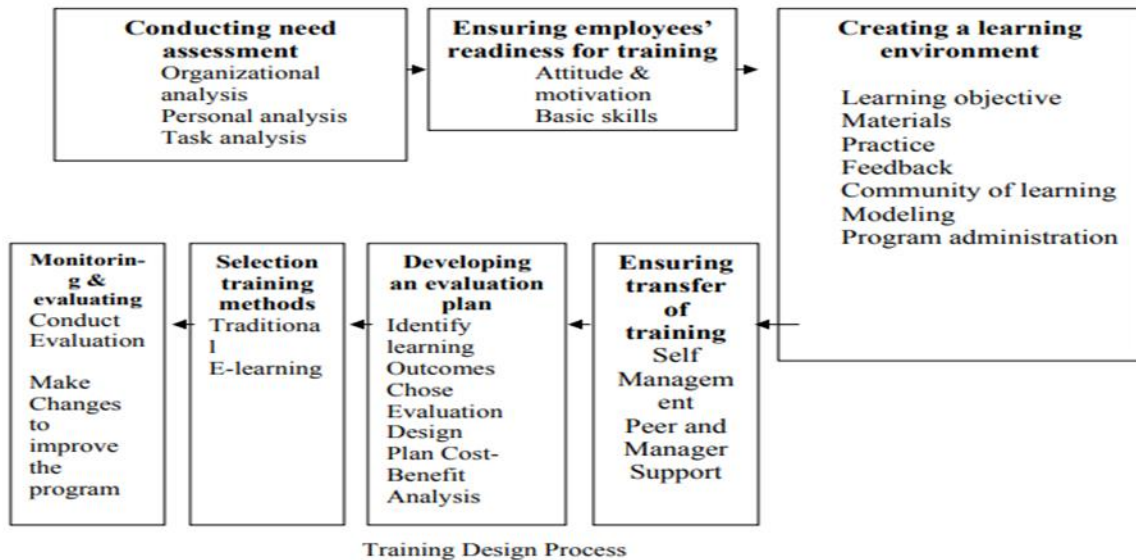 Conducting need
assessment
Organizational
analysis
Personal analysis
Task analysis
Ensuring employees'
readiness for training
Attitude &
motivation
Basic skills
Creating a learning
environment
Learning objective
Materials
Practice
Feedback
Community of learning
Modeling
Program administration
Ensuring
transfer
of
training
Self
Managem
ent
Peer and
Manager
Support
Developing
an evaluation
plan
Identify
learning
Outcomes
Chose
Evaluation
Design
Plan Cost-
Benefit
Analysis
Selection
training
methods
Traditiona
l
E-learning
Monitorin-
g &
evaluating
Conduct
Evaluation
Make
Changes
to
improve
the
program
Training Design Process